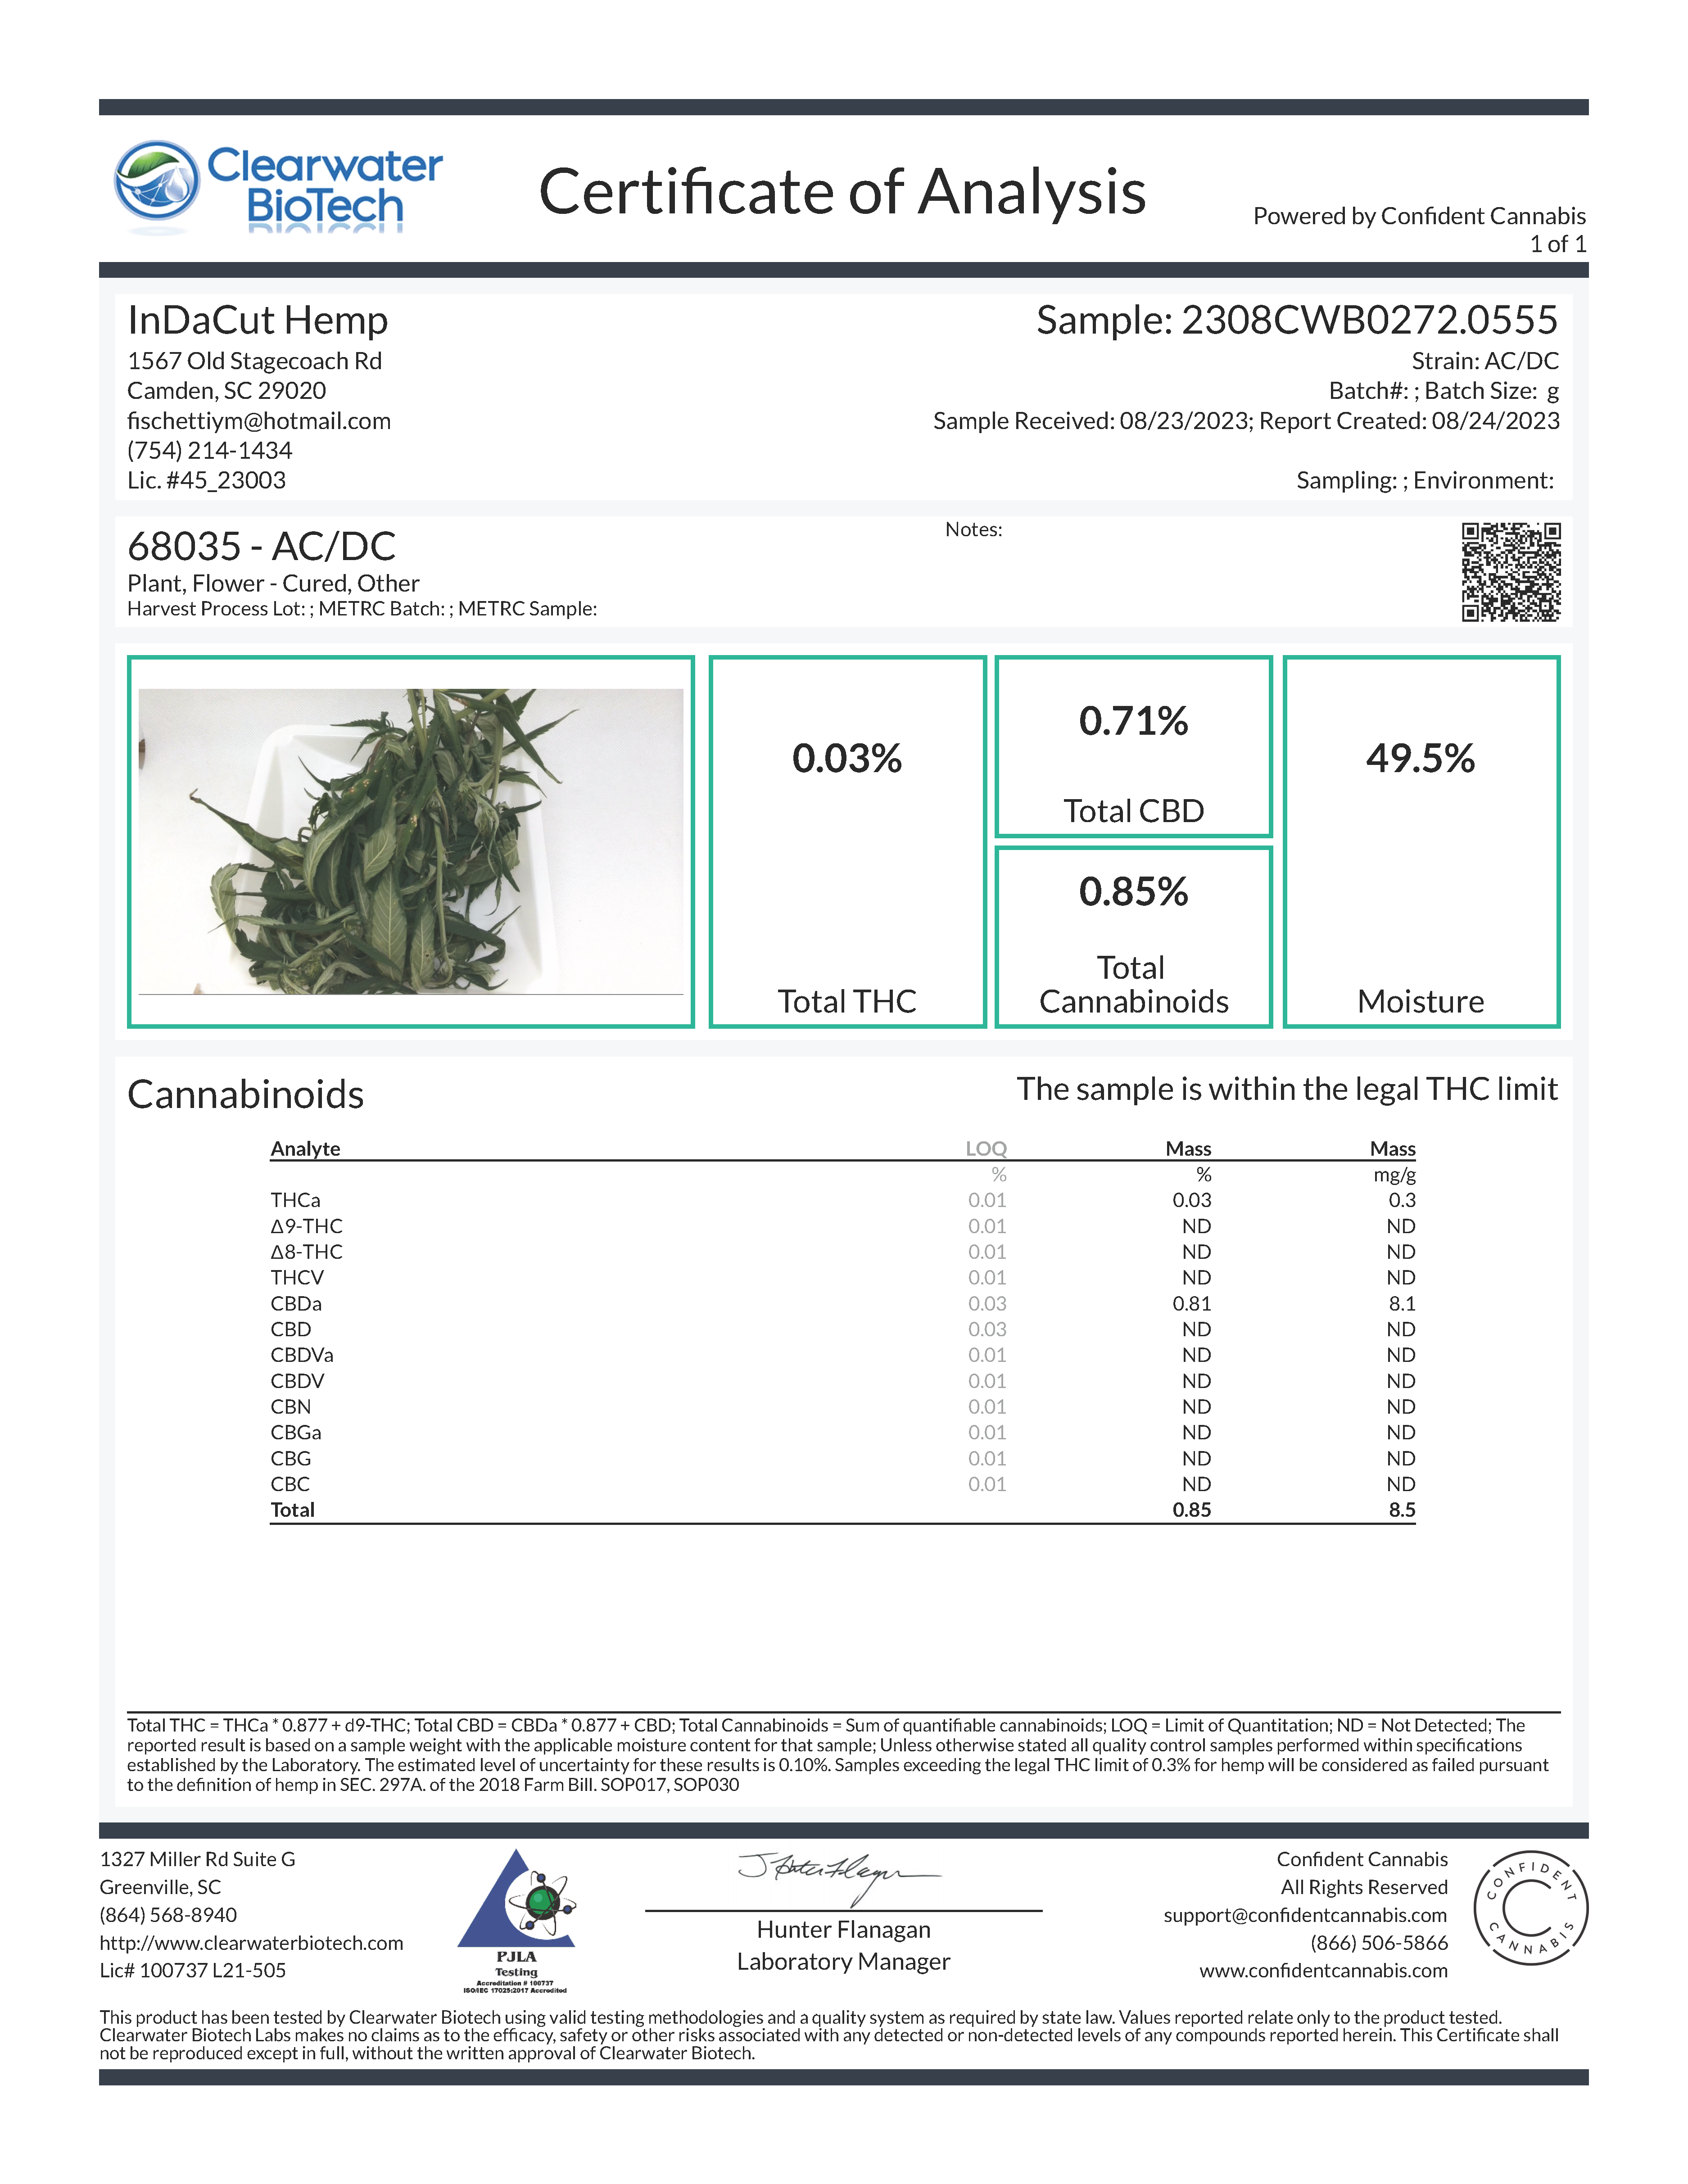 Clearwater
BioTech
Certificate of Analysis
Powered by Confident Cannabis
1 of 1
InDaCut Hemp
1567 Old Stagecoach Rd
Camden, SC 29020
fischettiym@hotmail.com
(754) 214-1434
Lic. #45_23003
Sample: 2308CWB0272.0555
Strain: AC/DC
Batch#: ; Batch Size: g
Sample Received: 08/23/2023; Report Created: 08/24/2023
Sampling: ; Environment:
68035 - AC/DC
Plant, Flower - Cured, Other
Harvest Process Lot: ; METRC Batch: ; METRC Sample:
Notes:
0.03%
Total THC
0.71%
Total CBD
0.85%
Total
Cannabinoids
49.5%
Moisture
Cannabinoids
The sample is within the legal THC limit
Analyte LOQ Mass Mass
% % mg/g
THCa 0.01 0.03 0.3
Δ9-THC 0.01 ND ND
Δ8-THC 0.01 ND ND
THCV 0.01 ND ND
CBDa 0.03 0.81 8.1
CBD 0.03 ND ND
CBDVa 0.01 ND ND
CBDV 0.01 ND ND
CBN 0.01 ND ND
CBGa 0.01 ND ND
CBG 0.01 ND ND
CBC 0.01 ND ND
Total 0.85 8.5
Total THC = THCa * 0.877 + d9-THC; Total CBD = CBDa * 0.877 + CBD; Total Cannabinoids = Sum of quantifiable cannabinoids; LOQ = Limit of Quantitation; ND = Not Detected; The
reported result is based on a sample weight with the applicable moisture content for that sample; Unless otherwise stated all quality control samples performed within specifications
established by the Laboratory. The estimated level of uncertainty for these results is 0.10%. Samples exceeding the legal THC limit of 0.3% for hemp will be considered as failed pursuant
to the definition of hemp in SEC. 297A. of the 2018 Farm Bill. SOP017, SOP030
1327 Miller Rd Suite G
Greenville, SC
(864) 568-8940
http://www.clearwaterbiotech.com
Lic# 100737 L21-505
PJLA
Testing
Accreditation # 100737
ISO/IEC 17025:2017 Accredited
Hunter Flanagan
Laboratory Manager
Confident Cannabis
All Rights Reserved
support@confidentcannabis.com
(866) 506-5866
www.confidentcannabis.com
CONFIDENT
CANNABIS
This product has been tested by Clearwater Biotech using valid testing methodologies and a quality system as required by state law. Values reported relate only to the product tested.
Clearwater Biotech Labs makes no claims as to the efficacy, safety or other risks associated with any detected or non-detected levels of any compounds reported herein. This Certificate shall
not be reproduced except in full, without the written approval of Clearwater Biotech.